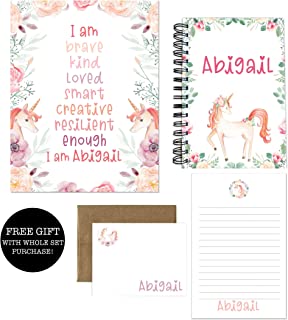 I am
brave
kind
loved
smart
creative
resilient
enough
I am Abigail
Abigail
FREE GIFT
WITH WHOLE SET
PURCHASE!
Abigail
Abigail